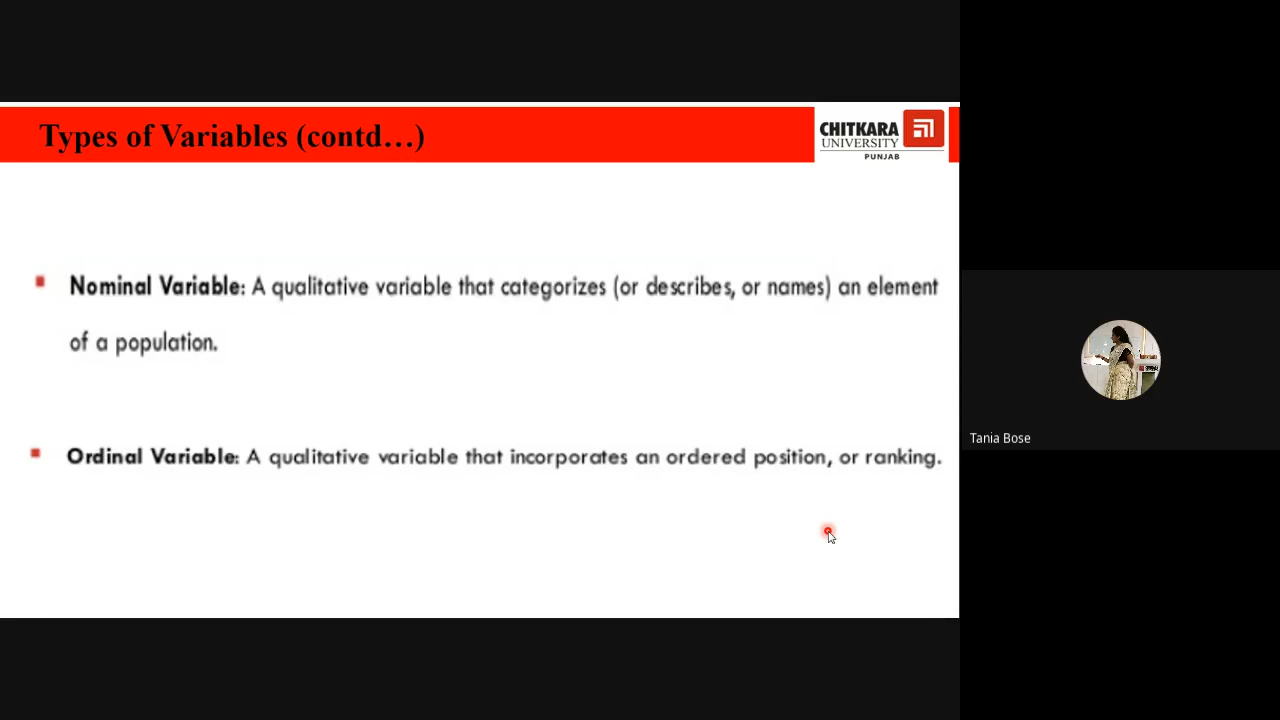 Types of Variables (contd...)
CHITKARA
UNIVERSITY
PUNJAB
Nominal Variable: A qualitative variable that categorizes (or describes, or names) an element
of a population.
Ordinal Variable: A qualitative variable that incorporates an ordered position, or ranking.
Tania Bose